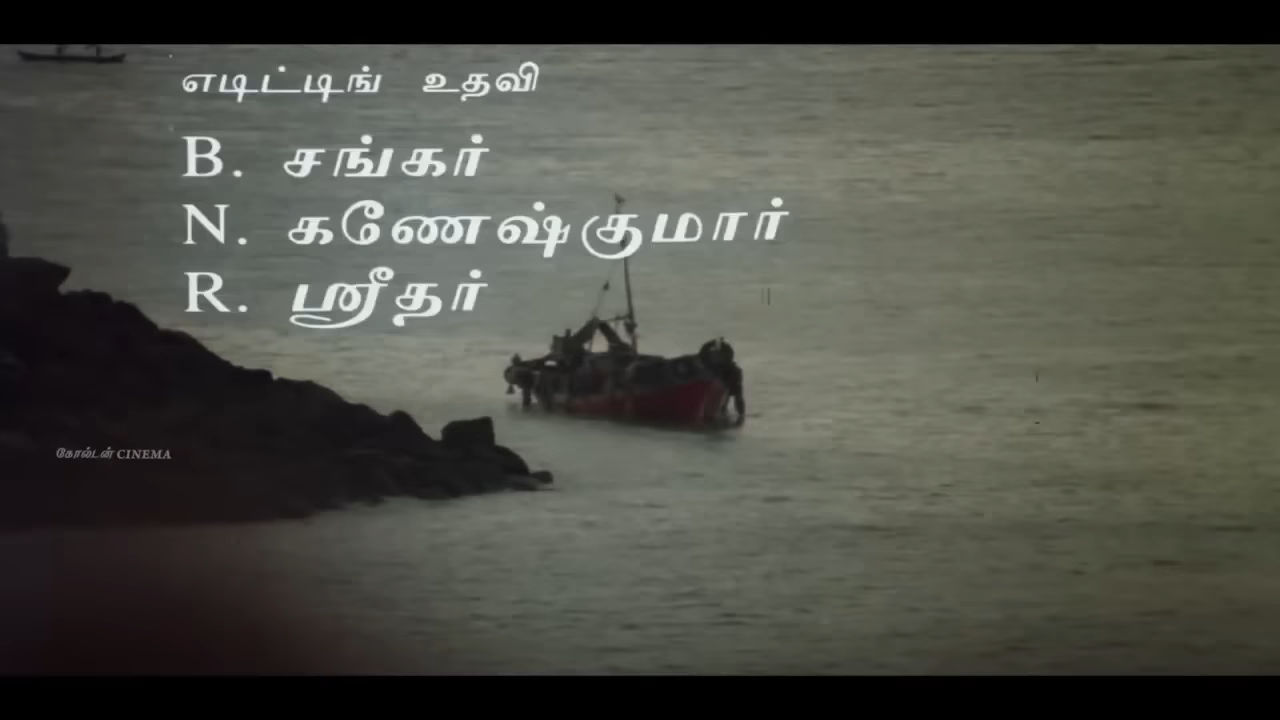 எடிட்டிங் உதவி
B. சங்கர்
N. கணேஷ்குமார்
R. ஸ்ரீதர்
கோல்டன் CINEMA